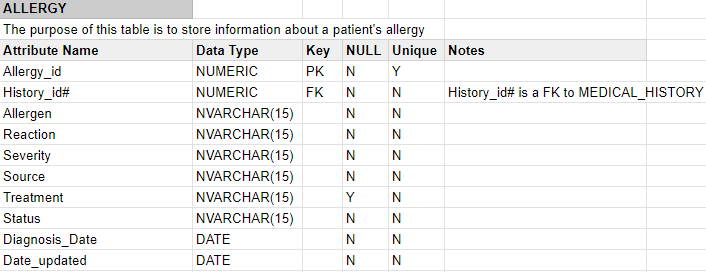 ALLERGY
The purpose of this table is to store information about a patient's allergy
Attribute Name Data Type Key NULL Unique Notes
Allergy_id NUMERIC PK N Y
History_id# NUMERIC FK N N History_id# is a FK to MEDICAL_HISTORY
Allergen NVARCHAR(15) N N
Reaction NVARCHAR(15) N N
Severity NVARCHAR(15) N N
Source NVARCHAR(15) N N
Treatment NVARCHAR(15) Y N
Status NVARCHAR(15) N N
Diagnosis_Date DATE N N
Date_updated DATE N N